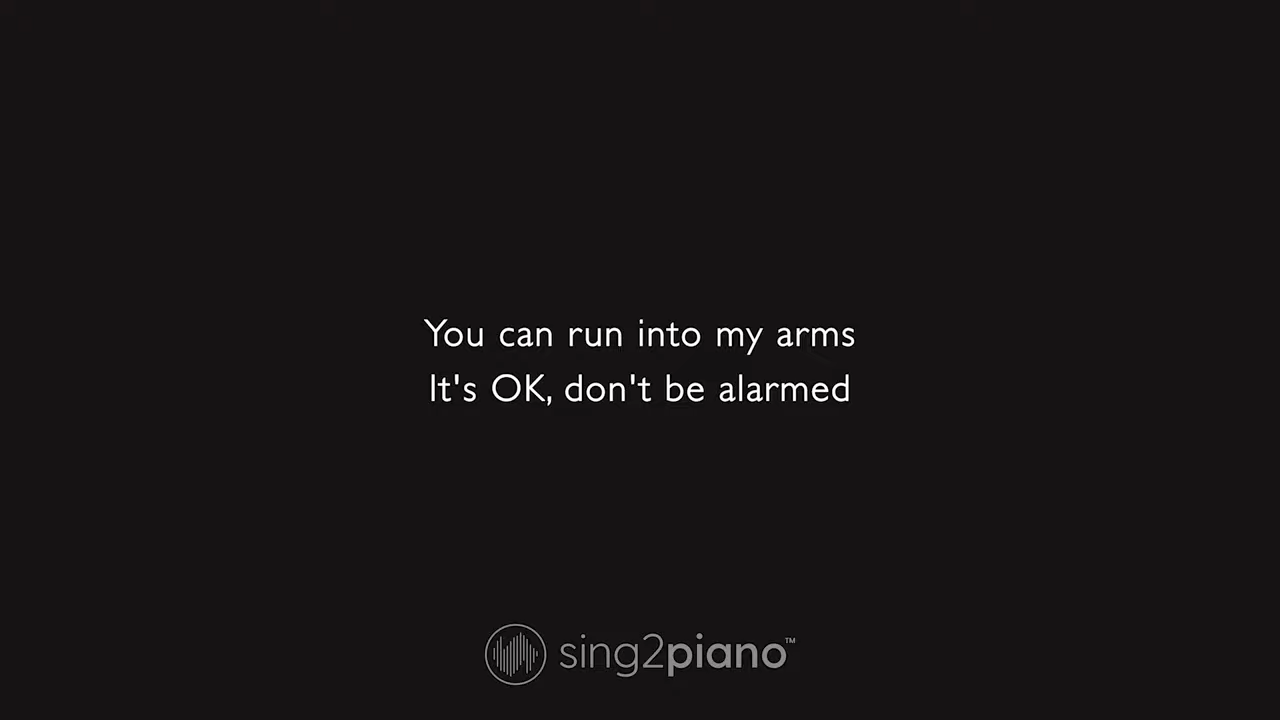 You can run into my arms
It's OK, don't be alarmed
sing2piano™